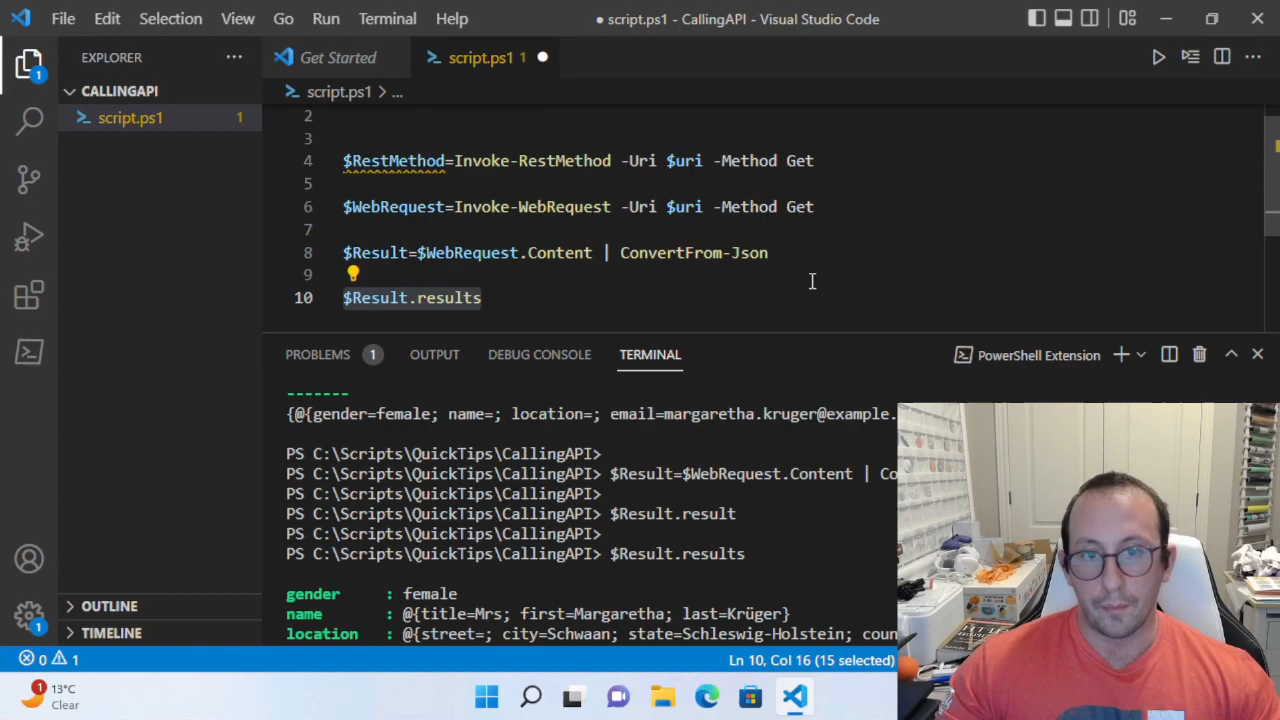 File Edit Selection View Go Run Terminal Help ● script.ps1 - CallingAPI - Visual Studio Code
EXPLORER ...
Get Started
script.ps1 1
1
CALLINGAPI
script.ps1 1
script.ps1 > ...
2
3
4 $RestMethod=Invoke-RestMethod -Uri $uri -Method Get
5
6 $WebRequest=Invoke-WebRequest -Uri $uri -Method Get
7
8 $Result=$WebRequest.Content | ConvertFrom-Json
9
10 $Result.results
PROBLEMS 1 OUTPUT DEBUG CONSOLE TERMINAL PowerShell Extension
-------
{@{gender=female; name=; location=; email=margaretha.kruger@example.
PS C:\Scripts\QuickTips\CallingAPI>
PS C:\Scripts\QuickTips\CallingAPI> $Result=$WebRequest.Content | Co
PS C:\Scripts\QuickTips\CallingAPI>
PS C:\Scripts\QuickTips\CallingAPI> $Result.result
PS C:\Scripts\QuickTips\CallingAPI>
PS C:\Scripts\QuickTips\CallingAPI> $Result.results
gender : female
name : @{title=Mrs; first=Margaretha; last=Krüger}
location : @{street=; city=Schwaan; state=Schleswig-Holstein; coun
OUTLINE
TIMELINE
1
0 1
Ln 10, Col 16 (15 selected)
1
13°C
Clear